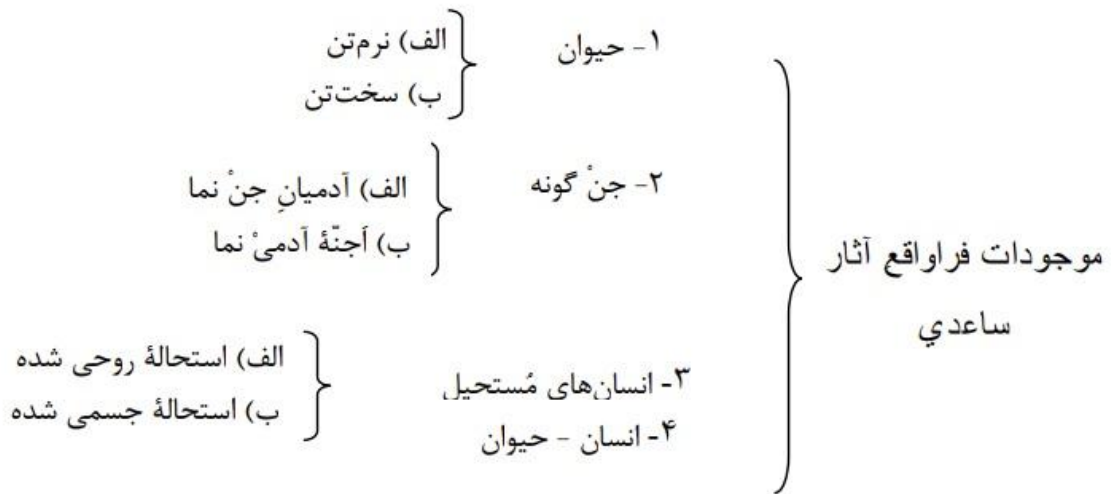 موجودات فراواقع آثار
ساعدي
۱- حیوان
الف) نرم‌تن
ب) سخت‌تن
۲- جنْ گونه
الف) آدمیانِ جنْ نما
ب) اَجنّهٔ آدمیْ نما
۳- انسان‌های مُستحیل
الف) استحالهٔ روحی شده
ب) استحالهٔ جسمی شده
۴- انسان - حیوان